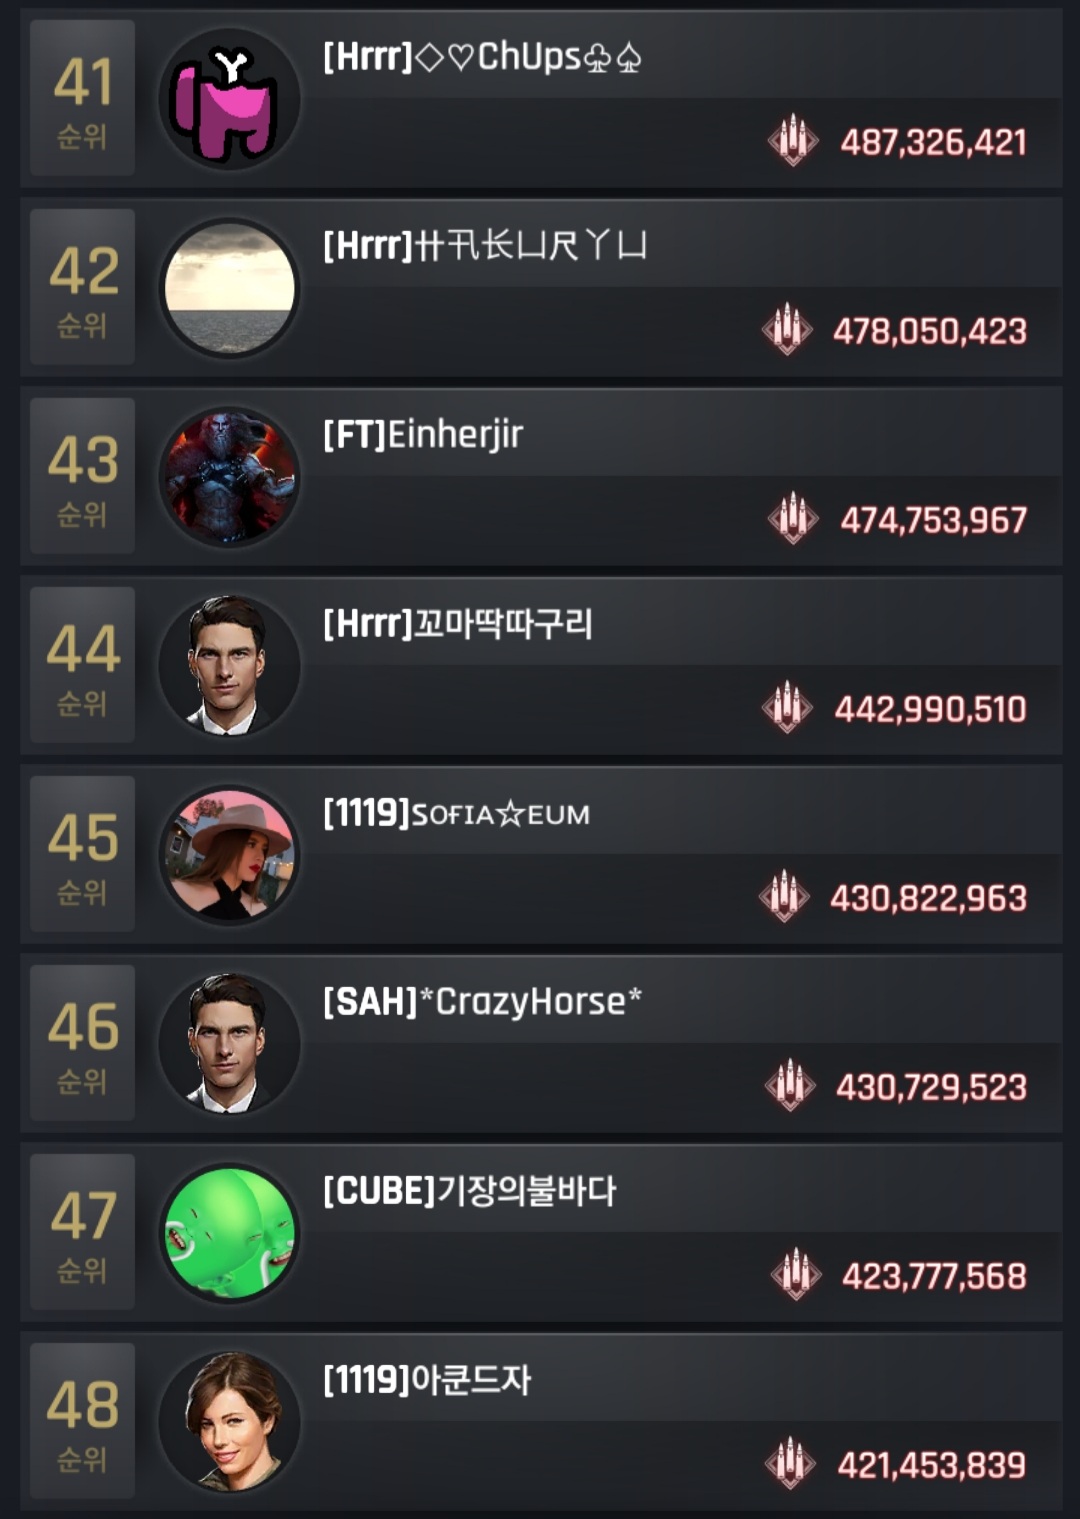 41
순위
[Hrrr]◇♡ChUps♧♤
487,326,421
42
순위
[Hrrr]卄卂长凵尺丫凵
478,050,423
43
순위
[FT]Einherjir
474,753,967
44
순위
[Hrrr]꼬마딱따구리
442,990,510
45
순위
[1119]Sᴏғɪᴀ☆ᴇᴜᴍ
430,822,963
46
순위
[SAH]*CrazyHorse*
430,729,523
47
순위
[CUBE]기장의불바다
423,777,568
48
순위
[1119]아쿤드자
421,453,839